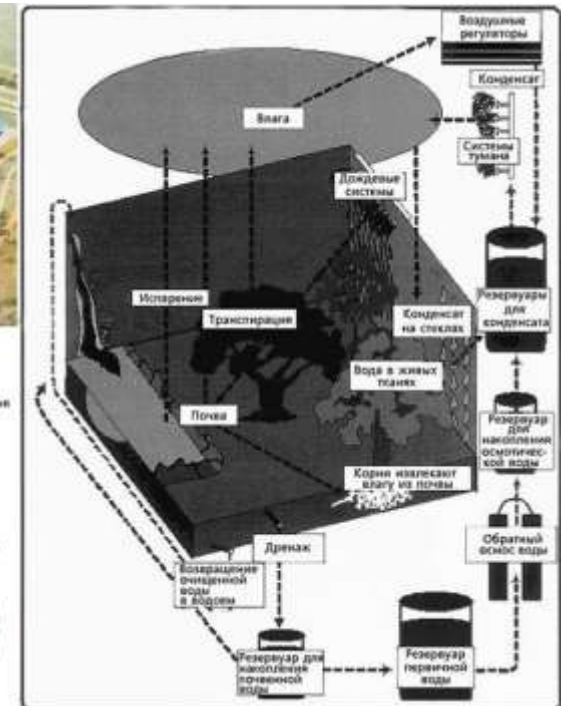 Воздушные
регуляторы
Конденсат
Влага
Системы
тумана
Дождевые
системы
Испарение
Транспирация
Конденсат
на стеклах
Резервуары
для
конденсата
Вода в живых
тканях
Почва
Резервуар
для
накопления
осмотичес-
кой воды
Корни извлекают
влагу из почвы
Дренаж
Обратный
осмос воды
Возвращение
очищенной
воды
в водоем
Резервуар для
накопления
почвенной
воды
Резервуар
первичной
воды